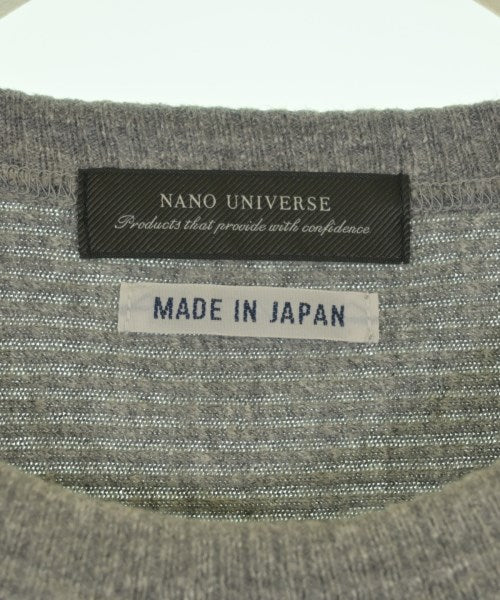 NANO UNIVERSE
Products that provide with confidence
MADE IN JAPAN